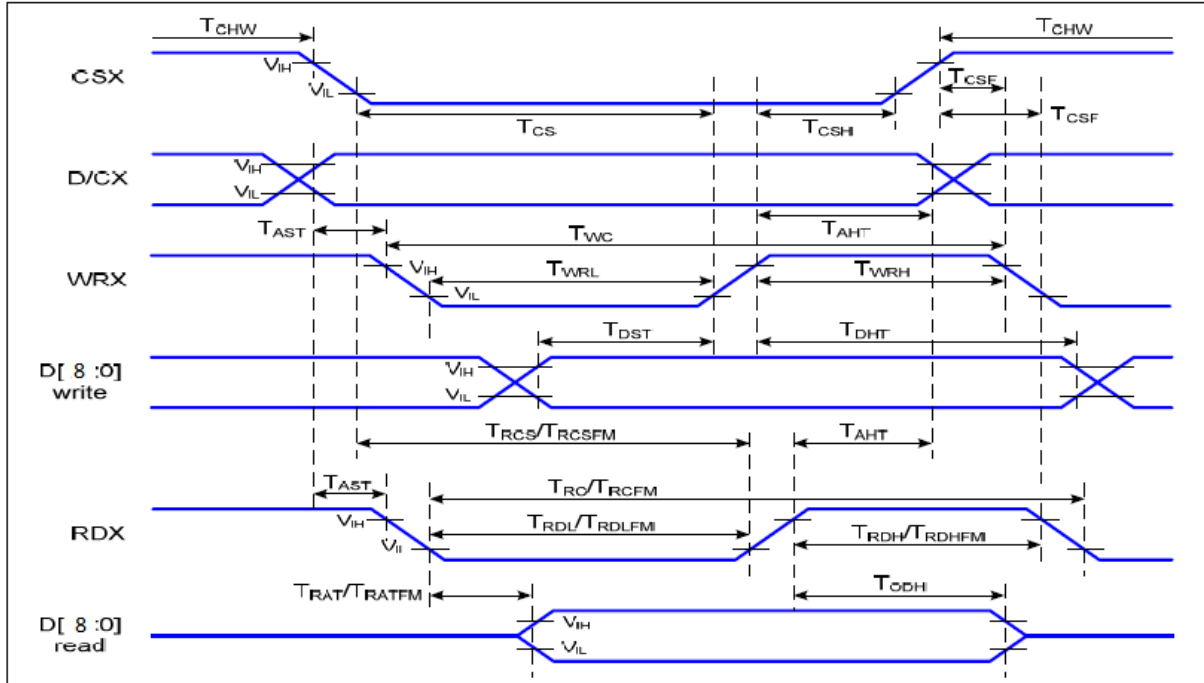 TCHW TCHW
CSX VIH
VIL
TCSF
TCSF
TCS TCSH
D/CX VIH
VIL
TAST TAHT
TWC
WRX VIH TWRL TWRH
VIL
TDST TDHT
D[ 8 :0]
write
VIH
VIL
TRCS/TRCSFM TAHT
TAST TRC/TRCFM
RDX VIH
VIL
TRDL/TRDLFM TRDH/TRDHFM
TRAT/TRATFM TODH
D[ 8 :0]
read
VIH
VIL